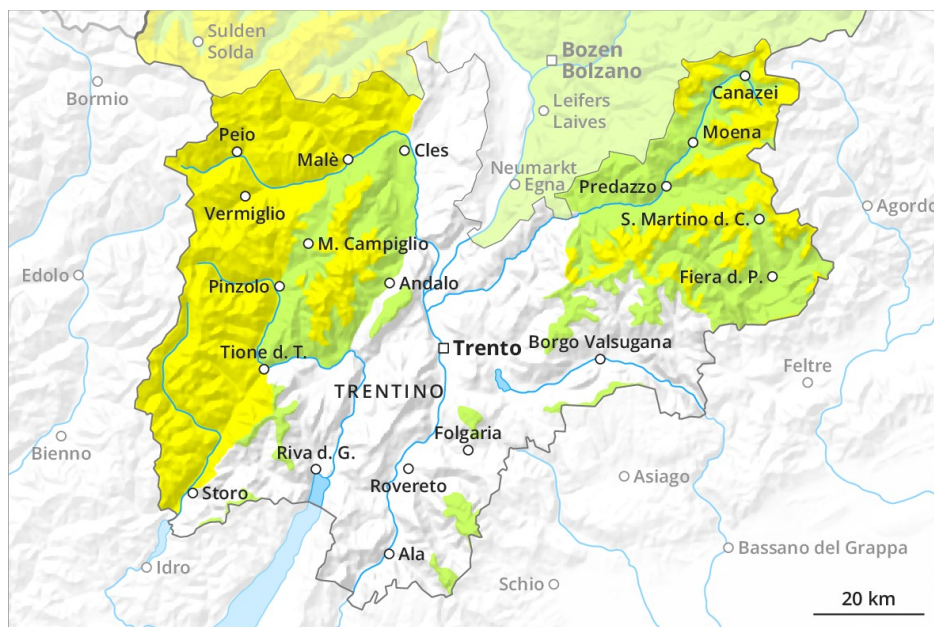 Sulden
Solda
Bozen
Bolzano
Bormio
Canazei
Leifers
Laives
Peio
Moena
Malè
Cles
Neumarkt
Egna
Predazzo
Vermiglio
Agordo
S. Martino d. C.
M. Campiglio
Edolo
Pinzolo
Andalo
Fiera d. P.
Trento
Borgo Valsugana
Tione d. T.
Feltre
TRENTINO
Folgaria
Bienno
Riva d. G.
Asiago
Storo
Rovereto
Ala
Bassano del Grappa
Idro
Schio
20 km